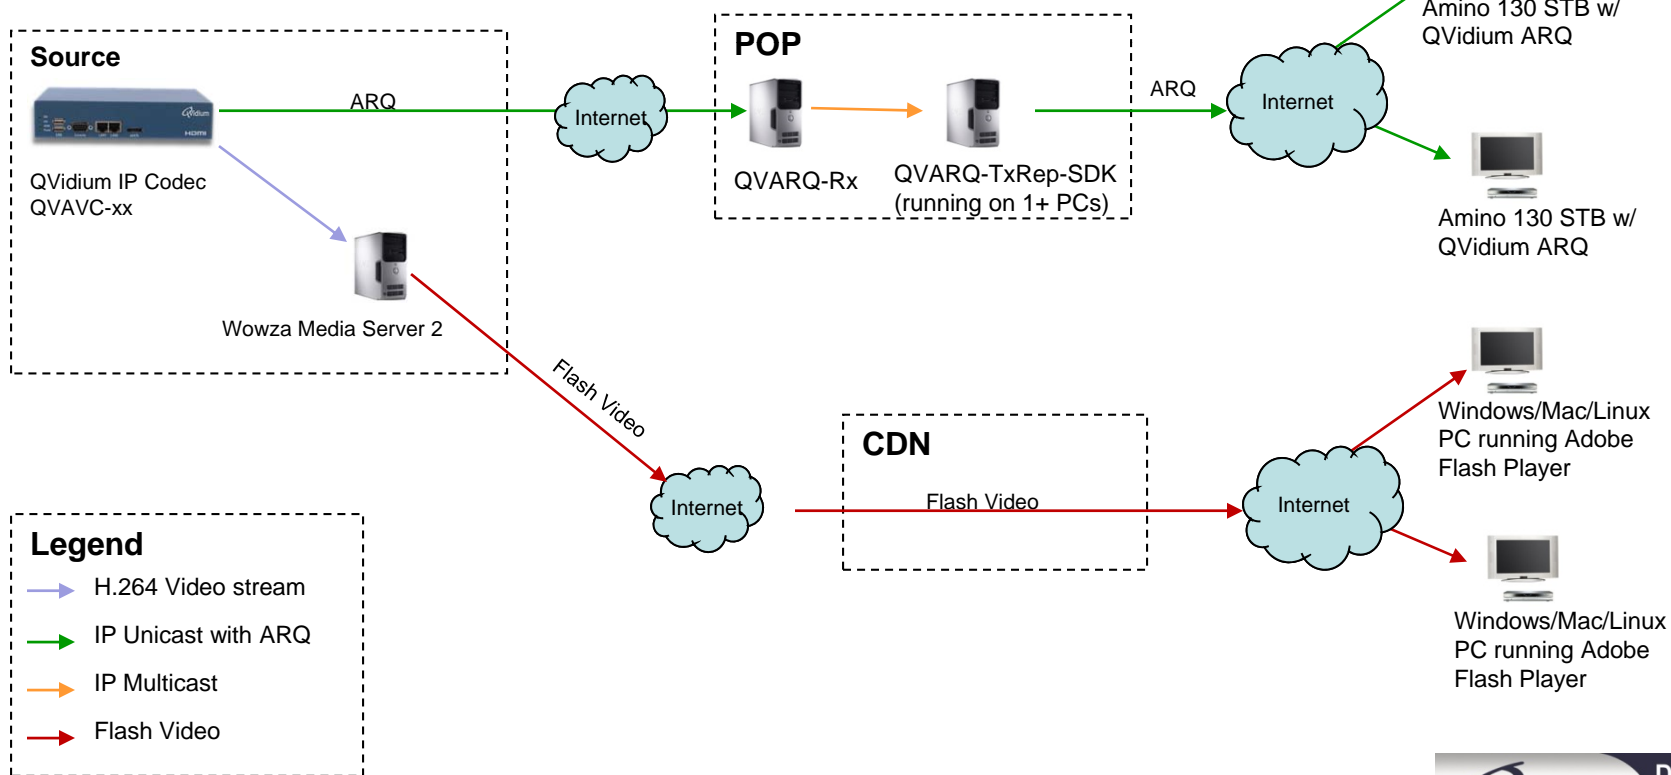 Source
QVidium
HDMI
QVidium IP Codec
QVAVC-xx
Wowza Media Server 2
ARQ
Internet
POP
QVARQ-Rx
QVARQ-TxRep-SDK
(running on 1+ PCs)
ARQ
Internet
Amino 130 STB w/
QVidium ARQ
Amino 130 STB w/
QVidium ARQ
Flash Video
Internet
CDN
Flash Video
Internet
Windows/Mac/Linux
PC running Adobe
Flash Player
Windows/Mac/Linux
PC running Adobe
Flash Player
Legend
H.264 Video stream
IP Unicast with ARQ
IP Multicast
Flash Video